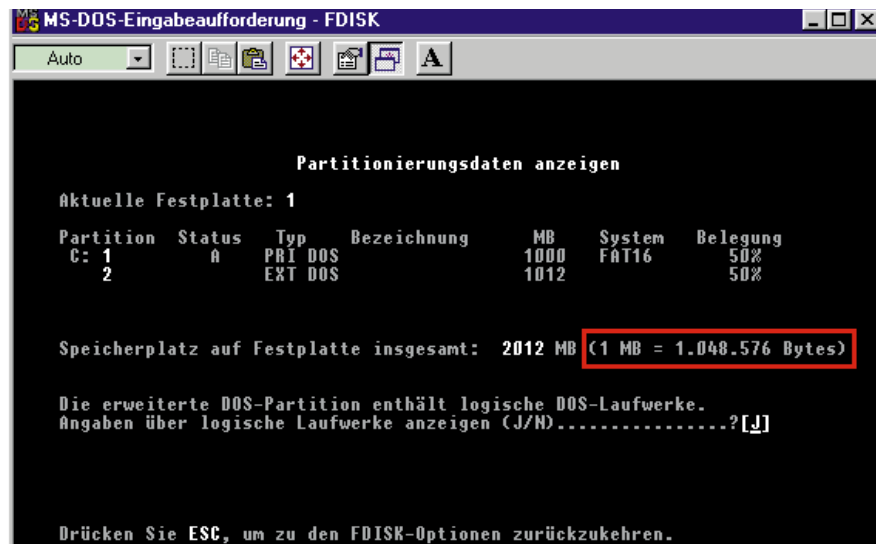 MS-DOS-Eingabeaufforderung - FDISK
Auto
A
Partitionierungsdaten anzeigen
Aktuelle Festplatte: 1
Partition Status Typ Bezeichnung MB System Belegung
C: 1 A PRI DOS 1000 FAT16 50%
2 EXT DOS 1012 50%
Speicherplatz auf Festplatte insgesamt: 2012 MB (1 MB = 1.048.576 Bytes)
Die erweiterte DOS-Partition enthält logische DOS-Laufwerke.
Angaben über logische Laufwerke anzeigen (J/N)................?[J]
Drücken Sie ESC, um zu den FDISK-Optionen zurückzukehren.